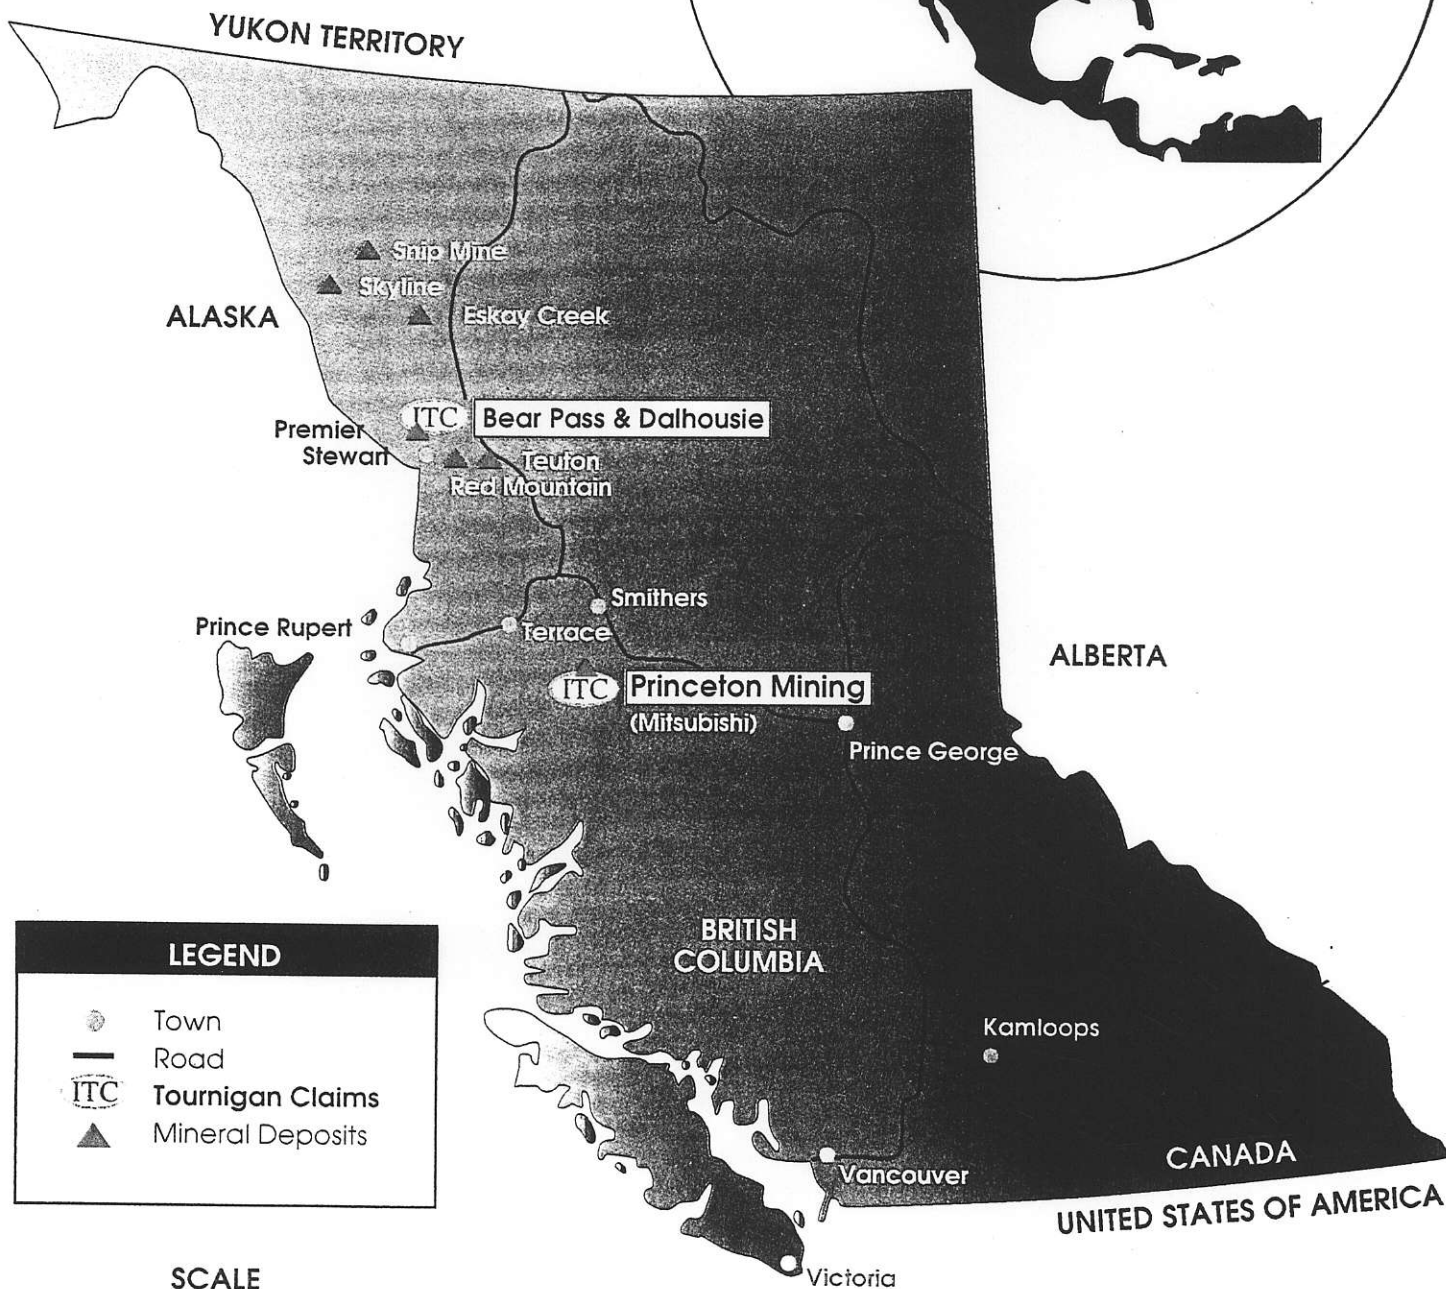 YUKON TERRITORY
Snip Mine
Skyline
ALASKA
Eskay Creek
ITC
Bear Pass & Dalhousie
Premier
Stewart
Teuton
Red Mountain
Smithers
Prince Rupert
Terrace
ALBERTA
ITC
Princeton Mining
(Mitsubishi)
Prince George
BRITISH
COLUMBIA
LEGEND
Town
Road
ITC Tournigan Claims
Mineral Deposits
Kamloops
CANADA
Vancouver
UNITED STATES OF AMERICA
SCALE
Victoria